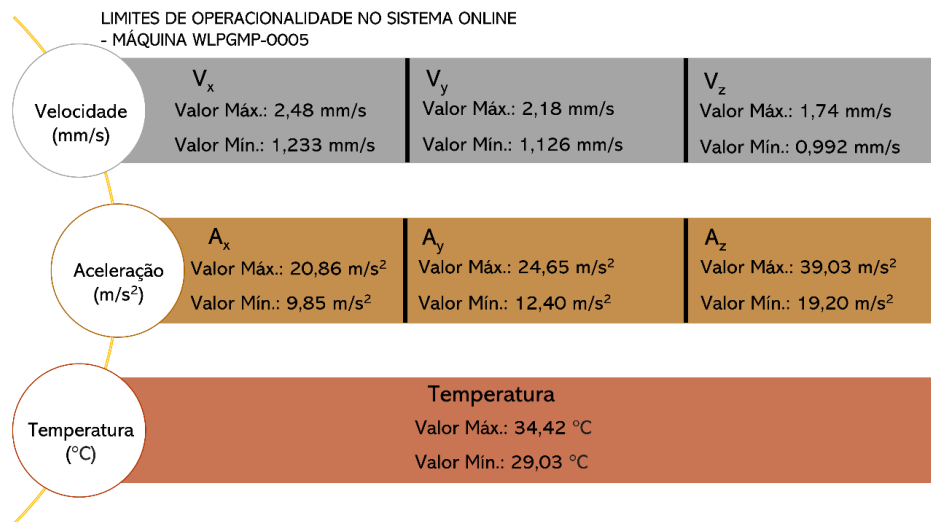 LIMITES DE OPERACIONALIDADE NO SISTEMA ONLINE
- MÁQUINA WLPGMP-0005
Velocidade
(mm/s)
Vx
Valor Máx.: 2,48 mm/s
Valor Mín.: 1,233 mm/s
Vy
Valor Máx.: 2,18 mm/s
Valor Mín.: 1,126 mm/s
Vz
Valor Máx.: 1,74 mm/s
Valor Mín.: 0,992 mm/s
Aceleração
(m/s²)
Ax
Valor Máx.: 20,86 m/s²
Valor Mín.: 9,85 m/s²
Ay
Valor Máx.: 24,65 m/s²
Valor Mín.: 12,40 m/s²
Az
Valor Máx.: 39,03 m/s²
Valor Mín.: 19,20 m/s²
Temperatura
(°C)
Temperatura
Valor Máx.: 34,42 °C
Valor Mín.: 29,03 °C